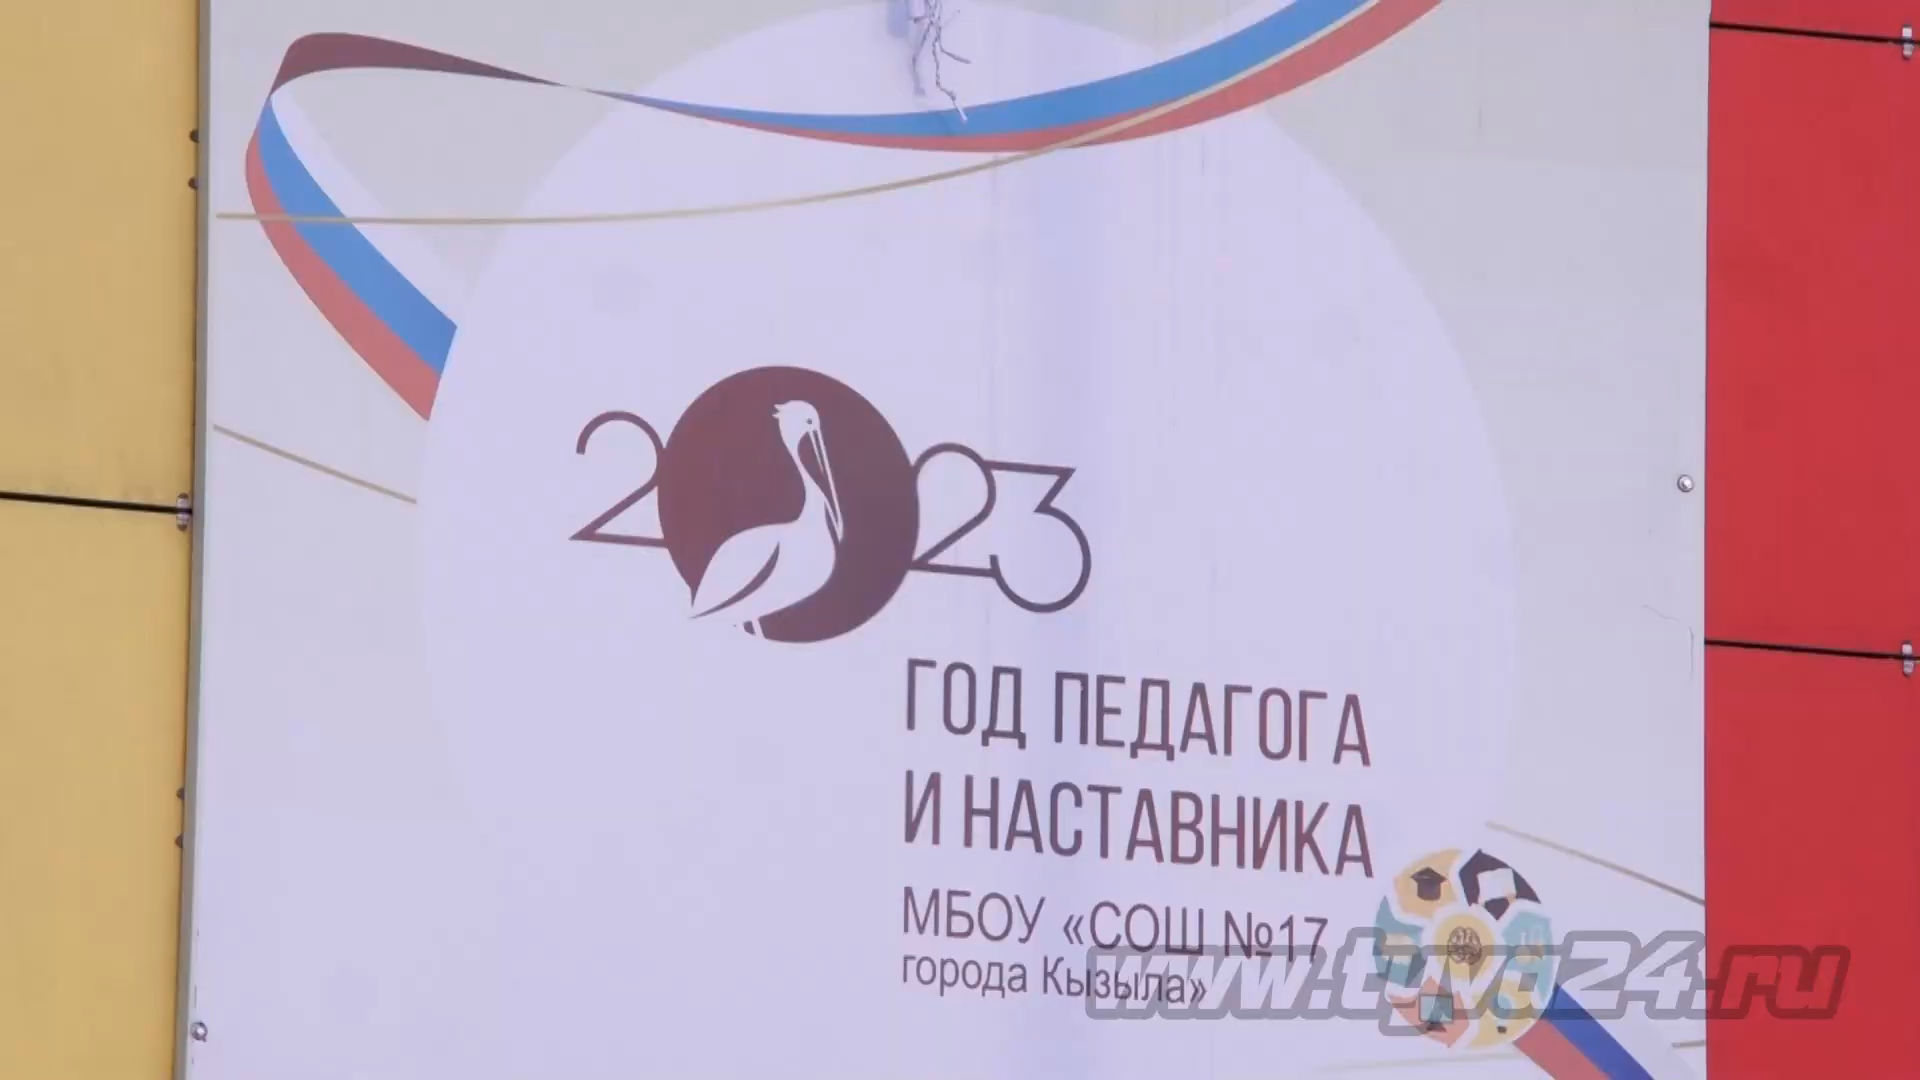 2023
ГОД ПЕДАГОГА
И НАСТАВНИКА
МБОУ «СОШ №17
города Кызыла»
www.tyva24.ru